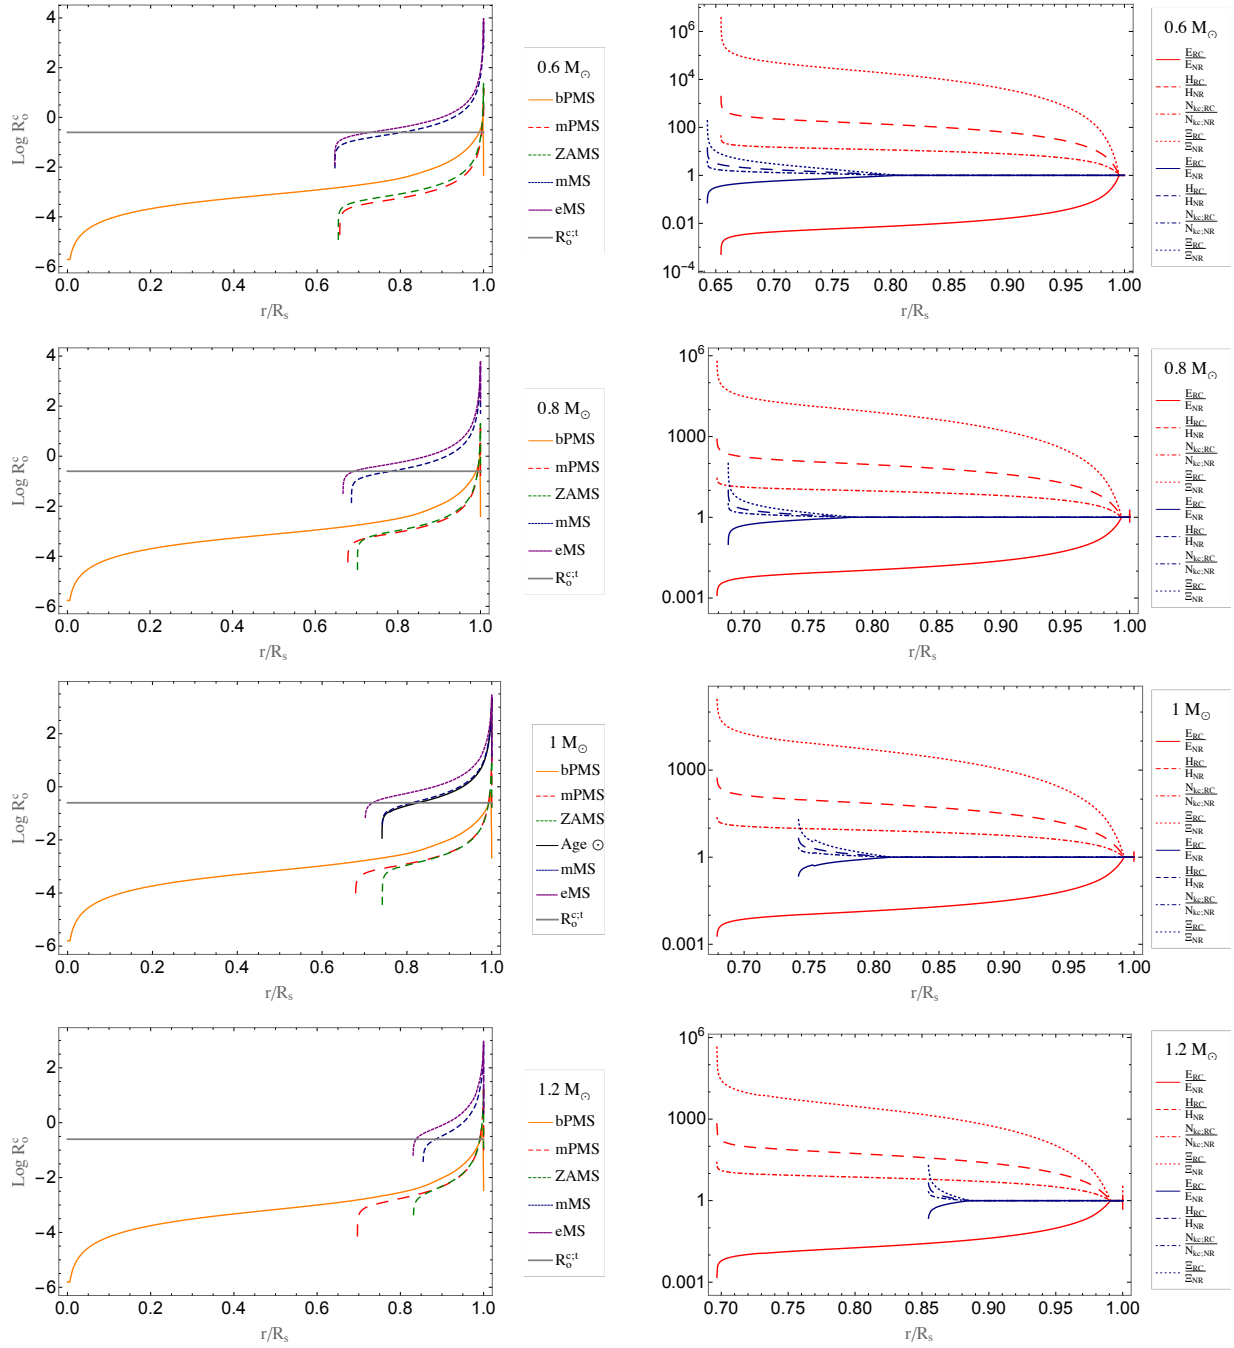 4
2
0
−2
−4
−6
Log R_o^c
0.0 0.2 0.4 0.6 0.8 1.0
r/R_s
0.6 M_⊙
bPMS
mPMS
ZAMS
mMS
eMS
R_o^{c;t}
10^6
10^4
100
1
0.01
10^-4
0.65 0.70 0.75 0.80 0.85 0.90 0.95 1.00
r/R_s
0.6 M_⊙
E_RC/E_NR
H_RC/H_NR
N_kc;RC/N_kc;NR
Ξ_RC/Ξ_NR
E_RC/E_NR
H_RC/H_NR
N_kc;RC/N_kc;NR
Ξ_RC/Ξ_NR
4
2
0
−2
−4
−6
Log R_o^c
0.0 0.2 0.4 0.6 0.8 1.0
r/R_s
0.8 M_⊙
bPMS
mPMS
ZAMS
mMS
eMS
R_o^{c;t}
10^6
1000
1
0.001
0.70 0.75 0.80 0.85 0.90 0.95 1.00
r/R_s
0.8 M_⊙
E_RC/E_NR
H_RC/H_NR
N_kc;RC/N_kc;NR
Ξ_RC/Ξ_NR
E_RC/E_NR
H_RC/H_NR
N_kc;RC/N_kc;NR
Ξ_RC/Ξ_NR
2
0
−2
−4
−6
Log R_o^c
0.0 0.2 0.4 0.6 0.8 1.0
r/R_s
1 M_⊙
bPMS
mPMS
ZAMS
Age ⊙
mMS
eMS
R_o^{c;t}
1000
1
0.001
0.70 0.75 0.80 0.85 0.90 0.95 1.00
r/R_s
1 M_⊙
E_RC/E_NR
H_RC/H_NR
N_kc;RC/N_kc;NR
Ξ_RC/Ξ_NR
E_RC/E_NR
H_RC/H_NR
N_kc;RC/N_kc;NR
Ξ_RC/Ξ_NR
2
0
−2
−4
−6
Log R_o^c
0.0 0.2 0.4 0.6 0.8 1.0
r/R_s
1.2 M_⊙
bPMS
mPMS
ZAMS
mMS
eMS
R_o^{c;t}
10^6
1000
1
0.001
0.70 0.75 0.80 0.85 0.90 0.95 1.00
r/R_s
1.2 M_⊙
E_RC/E_NR
H_RC/H_NR
N_kc;RC/N_kc;NR
Ξ_RC/Ξ_NR
E_RC/E_NR
H_RC/H_NR
N_kc;RC/N_kc;NR
Ξ_RC/Ξ_NR